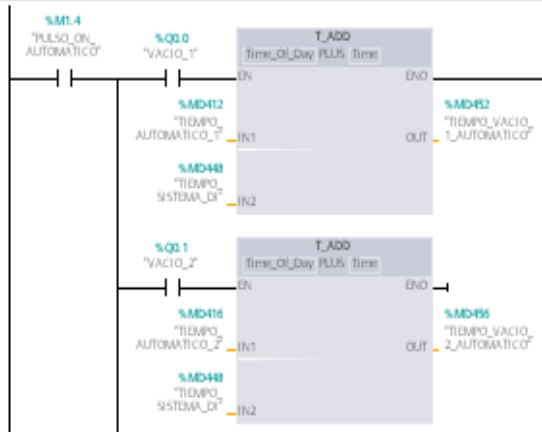 %M1.4
"PULSO_ON_
AUTOMATICO"
%Q0.0
"VACIO_1"
T_ADD
Time_Of_Day PLUS Time
EN
ENO
%MD412
"TIEMPO_
AUTOMATICO_1"
IN1
%MD452
"TIEMPO_VACIO_
1_AUTOMATICO"
OUT
%MD448
"TIEMPO_
SISTEMA_DI"
IN2
%Q0.1
"VACIO_2"
T_ADD
Time_Of_Day PLUS Time
EN
ENO
%MD416
"TIEMPO_
AUTOMATICO_2"
IN1
%MD456
"TIEMPO_VACIO_
2_AUTOMATICO"
OUT
%MD448
"TIEMPO_
SISTEMA_DI"
IN2